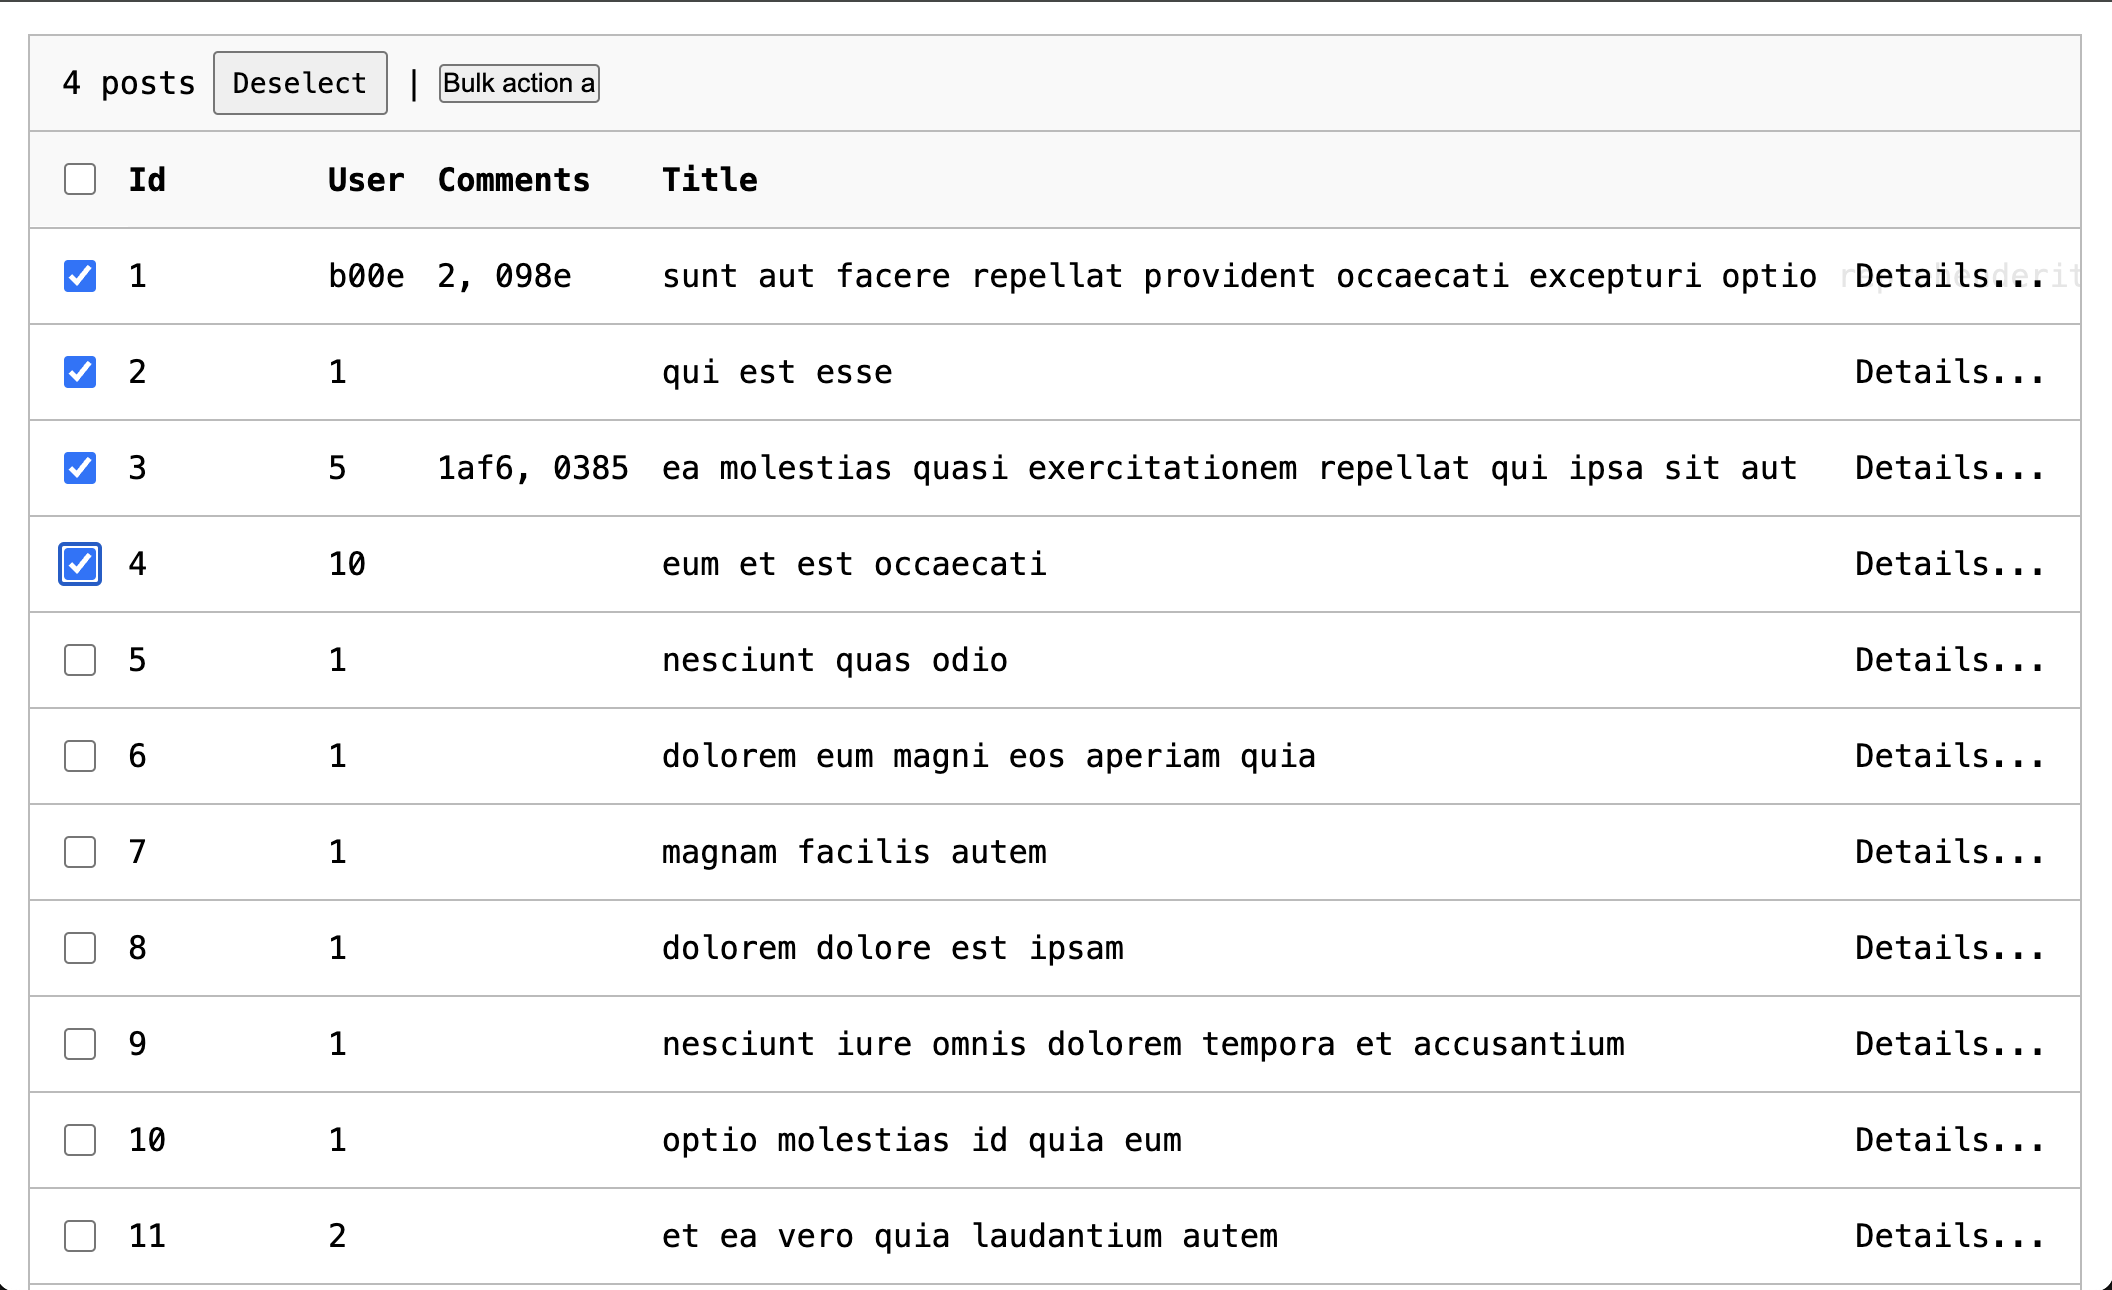 4 posts Deselect | Bulk action a
Id User Comments Title
1 b00e 2, 098e sunt aut facere repellat provident occaecati excepturi optio Details...
2 1 qui est esse Details...
3 5 1af6, 0385 ea molestias quasi exercitationem repellat qui ipsa sit aut Details...
4 10 eum et est occaecati Details...
5 1 nesciunt quas odio Details...
6 1 dolorem eum magni eos aperiam quia Details...
7 1 magnam facilis autem Details...
8 1 dolorem dolore est ipsam Details...
9 1 nesciunt iure omnis dolorem tempora et accusantium Details...
10 1 optio molestias id quia eum Details...
11 2 et ea vero quia laudantium autem Details...